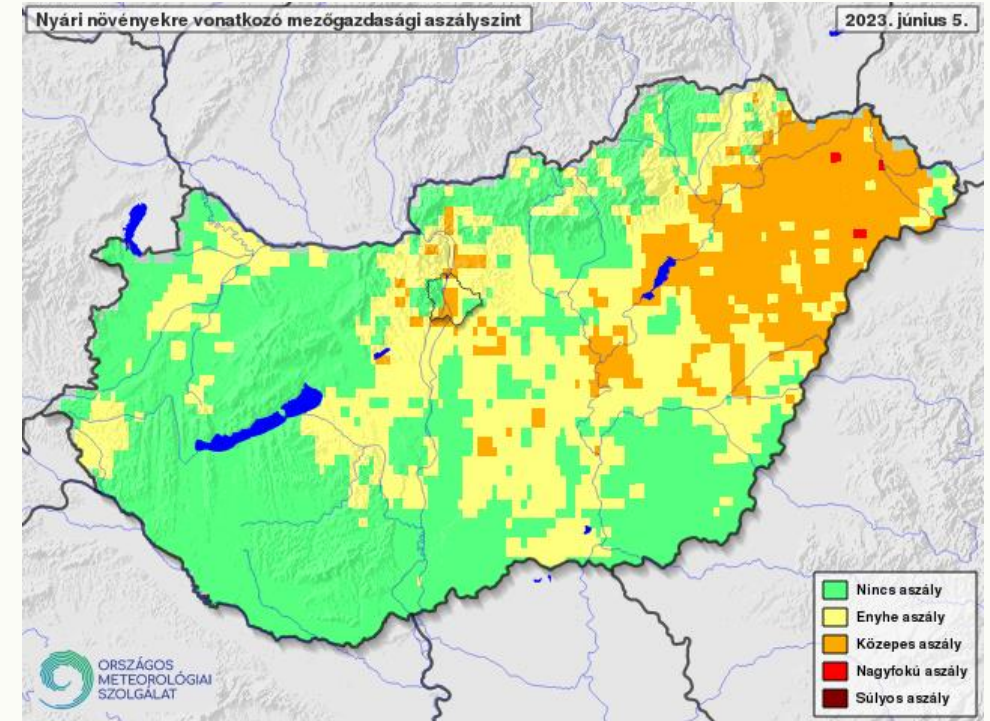 Nyári növényekre vonatkozó mezőgazdasági aszályszint
2023. június 5.
Nincs aszály
Enyhe aszály
Közepes aszály
Nagyfokú aszály
Súlyos aszály
ORSZÁGOS
METEOROLÓGIAI
SZOLGÁLAT